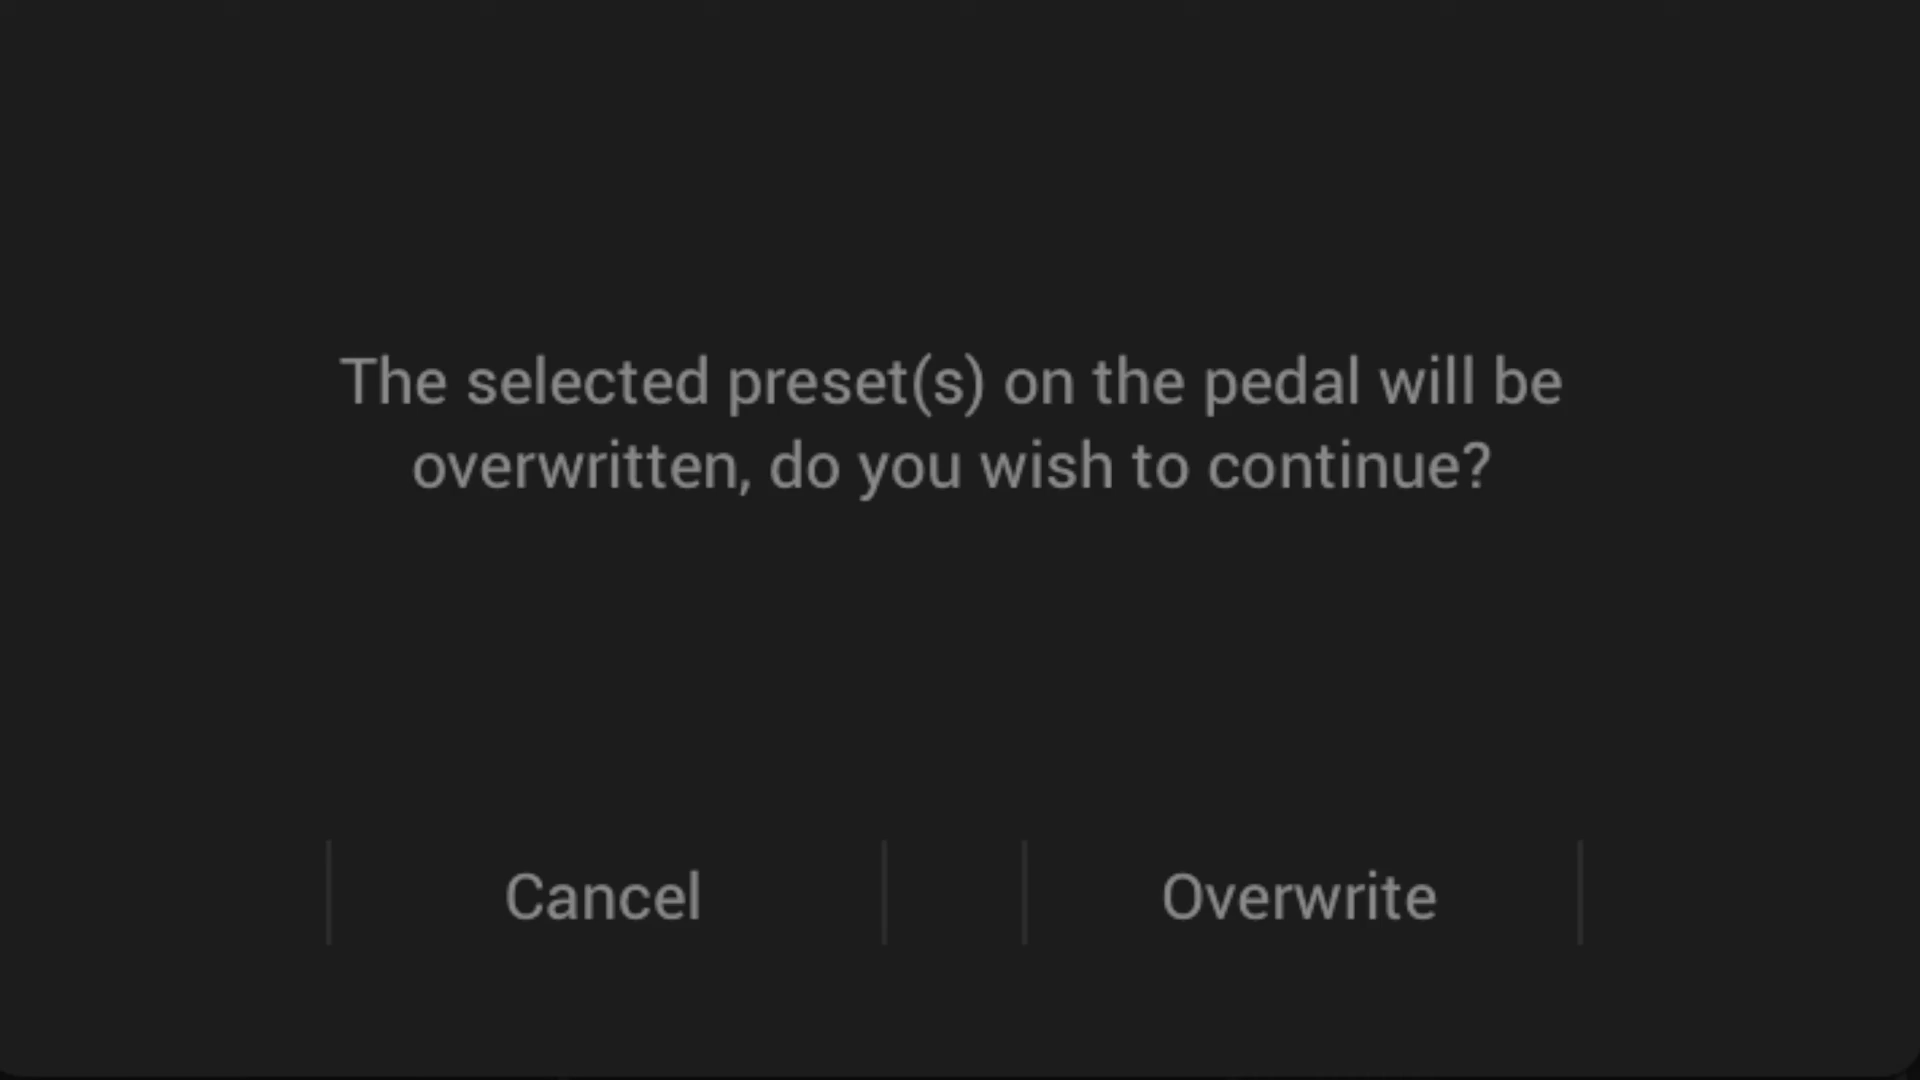 The selected preset(s) on the pedal will be
overwritten, do you wish to continue?
Cancel
Overwrite